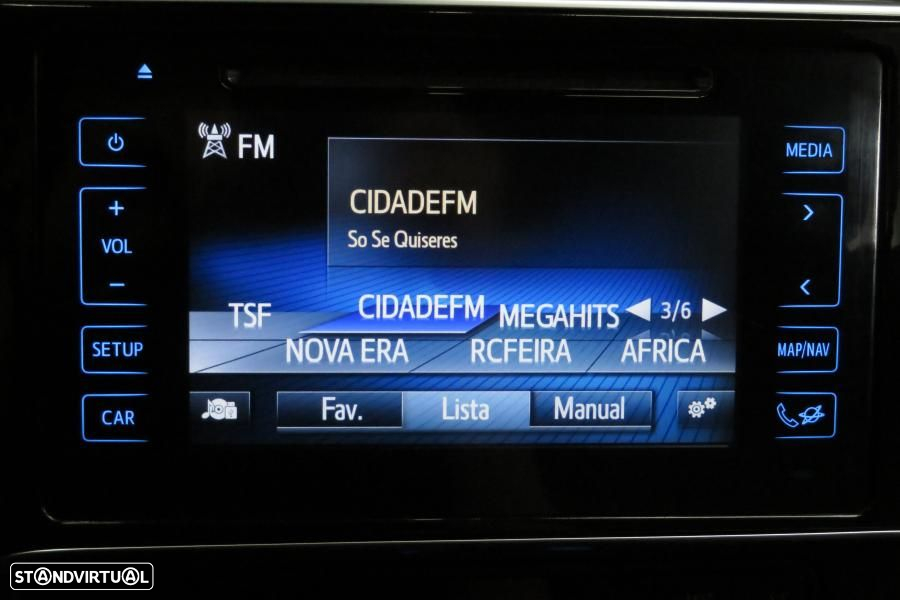 FM
MEDIA
CIDADEFM
So Se Quiseres
+
VOL
−
TSF
CIDADEFM
MEGAHITS
3/6
NOVA ERA
RCFEIRA
AFRICA
SETUP
MAP/NAV
CAR
Fav.
Lista
Manual
STANDVIRTUAL